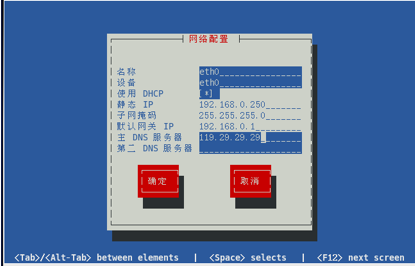 网络配置
名称 eth0
设备 eth0
使用 DHCP [*]
静态 IP 192.168.0.250
子网掩码 255.255.255.0
默认网关 IP 192.168.0.1
主 DNS 服务器 119.29.29.29
第二 DNS 服务器
确定 取消
<Tab>/<Alt-Tab> between elements | <Space> selects | <F12> next screen